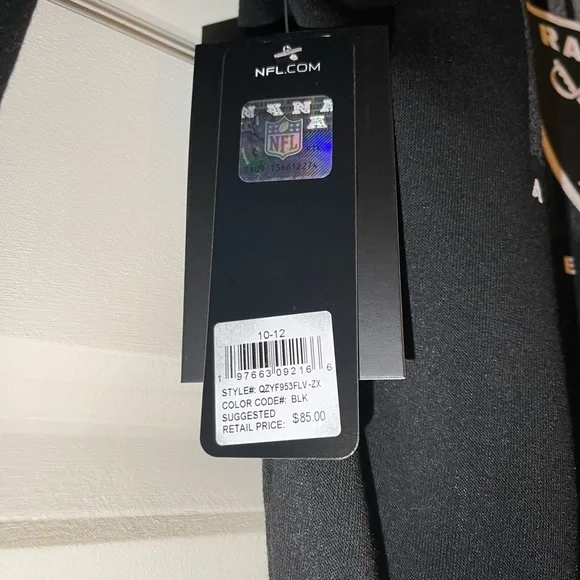 NFL.COM
NFL
10-12
1 97663 09216 6
STYLE#: QZYF953FLV-ZX
COLOR CODE#: BLK
SUGGESTED
RETAIL PRICE: $85.00
RA
A
E